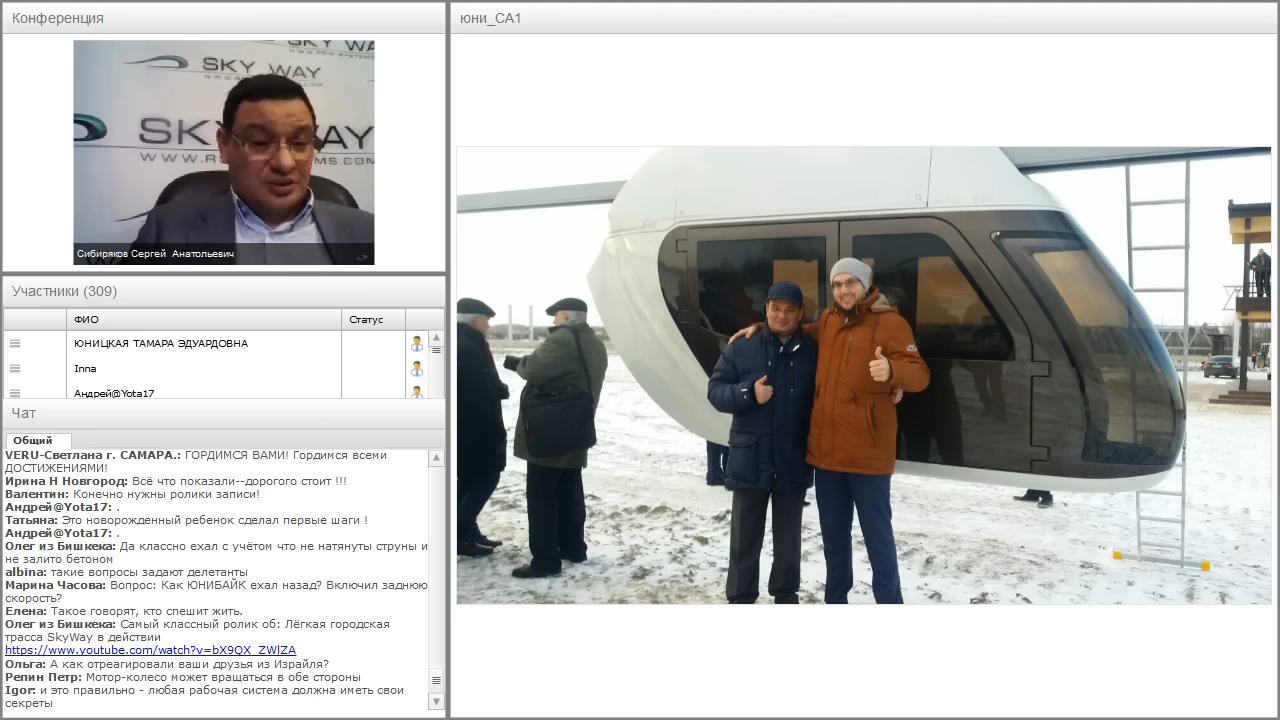 Конференция
SKY WAY
SKY WAY
SKY WAY
Сибиряков Сергей Анатольевич
Участники (309)
ФИО Статус
ЮНИЦКАЯ ТАМАРА ЭДУАРДОВНА
Inna
Андрей@Yota17
Чат
Общий
VERU-Светлана г. САМАРА.: ГОРДИМСЯ ВАМИ! Гордимся всеми
ДОСТИЖЕНИЯМИ!
Ирина Н Новгород: Всё что показали--дорогого стоит !!!
Валентин: Конечно нужны ролики записи!
Андрей@Yota17: .
Татьяна: Это новорожденный ребенок сделал первые шаги !
Андрей@Yota17: .
Олег из Бишкека: Да классно ехал с учётом что не натянуты струны и
не залито бетоном
albina: такие вопросы задают делетанты
Марина Часова: Вопрос: Как ЮНИБАЙК ехал назад? Включил заднюю
скорость?
Елена: Такое говорят, кто спешит жить.
Олег из Бишкека: Самый классный ролик об: Лёгкая городская
трасса SkyWay в действии
https://www.youtube.com/watch?v=bX9QX_ZWlZA
Ольга: А как отреагировали ваши друзья из Израиля?
Репин Петр: Мотор-колесо может вращаться в обе стороны
Igor: и это правильно - любая рабочая система должна иметь свои
секреты
юни_СА1
SW